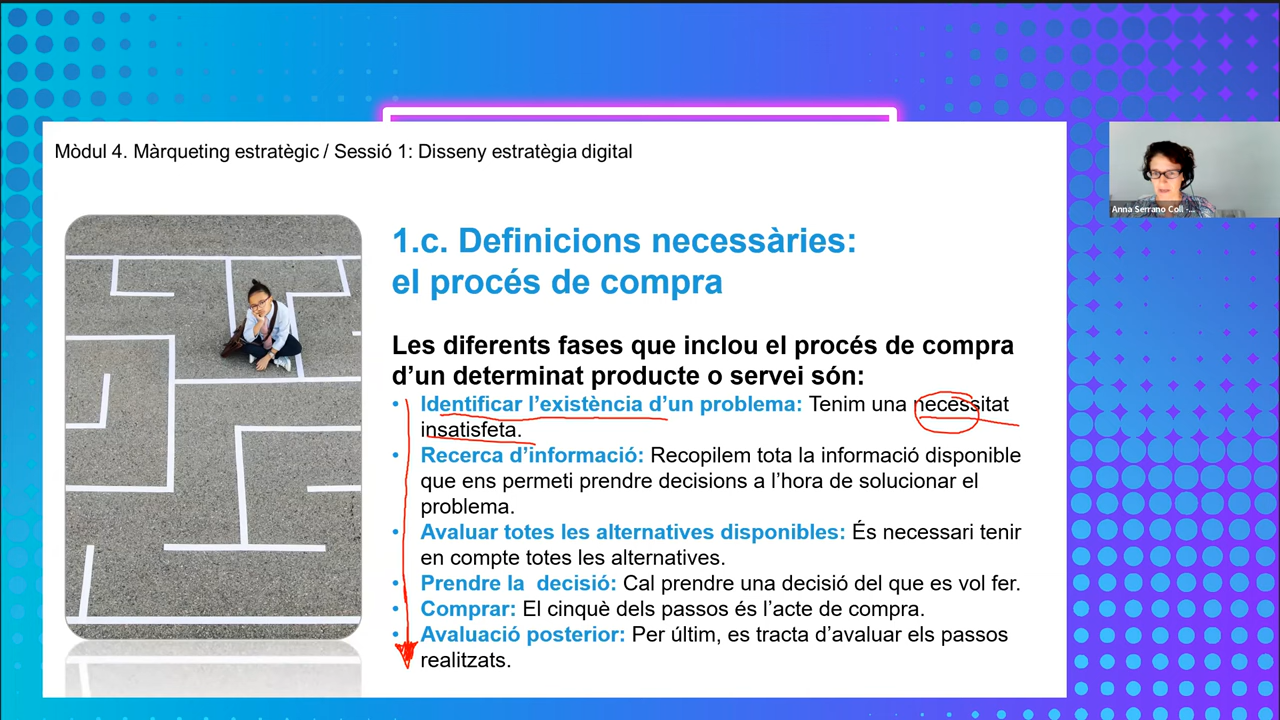 Mòdul 4. Màrqueting estratègic / Sessió 1: Disseny estratègia digital
Anna Serrano Coll -...
1.c. Definicions necessàries:
el procés de compra
Les diferents fases que inclou el procés de compra
d’un determinat producte o servei són:
• Identificar l’existència d’un problema: Tenim una necessitat
insatisfeta.
• Recerca d’informació: Recopilem tota la informació disponible
que ens permeti prendre decisions a l’hora de solucionar el
problema.
• Avaluar totes les alternatives disponibles: És necessari tenir
en compte totes les alternatives.
• Prendre la decisió: Cal prendre una decisió del que es vol fer.
• Comprar: El cinquè dels passos és l’acte de compra.
• Avaluació posterior: Per últim, es tracta d’avaluar els passos
realitzats.